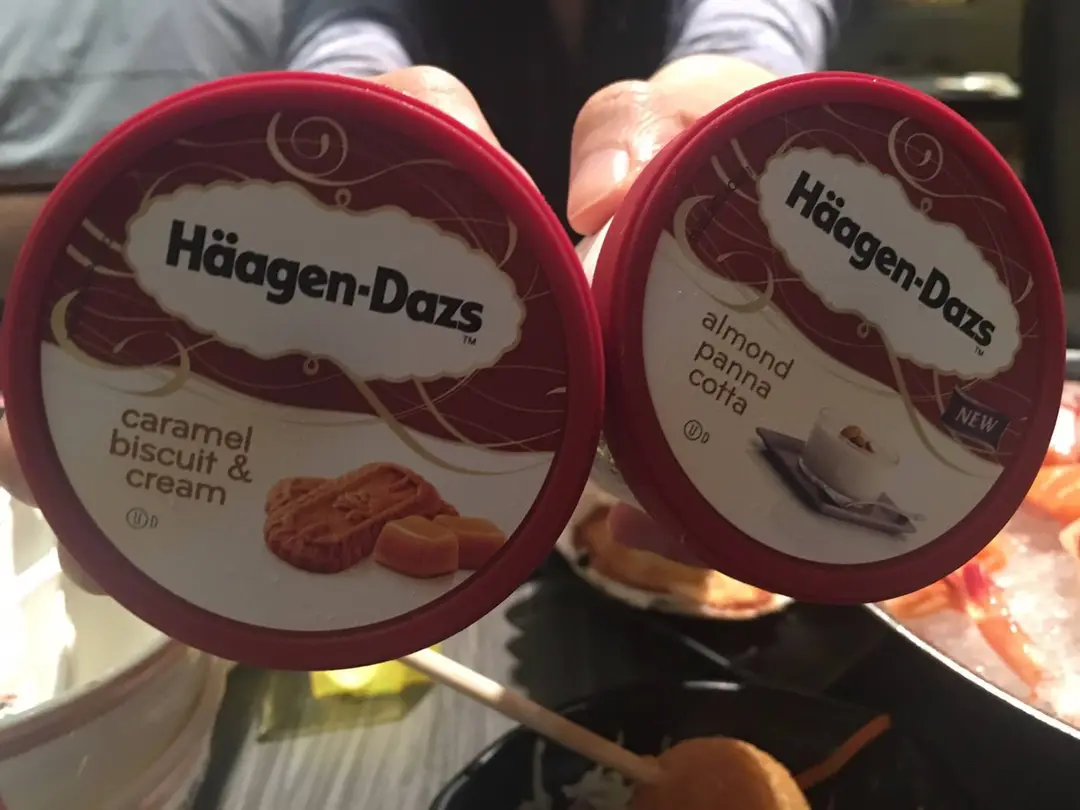 Häagen-Dazs
TM
caramel
biscuit &
cream
U D
Häagen-Dazs
TM
almond
panna
cotta
U D
NEW